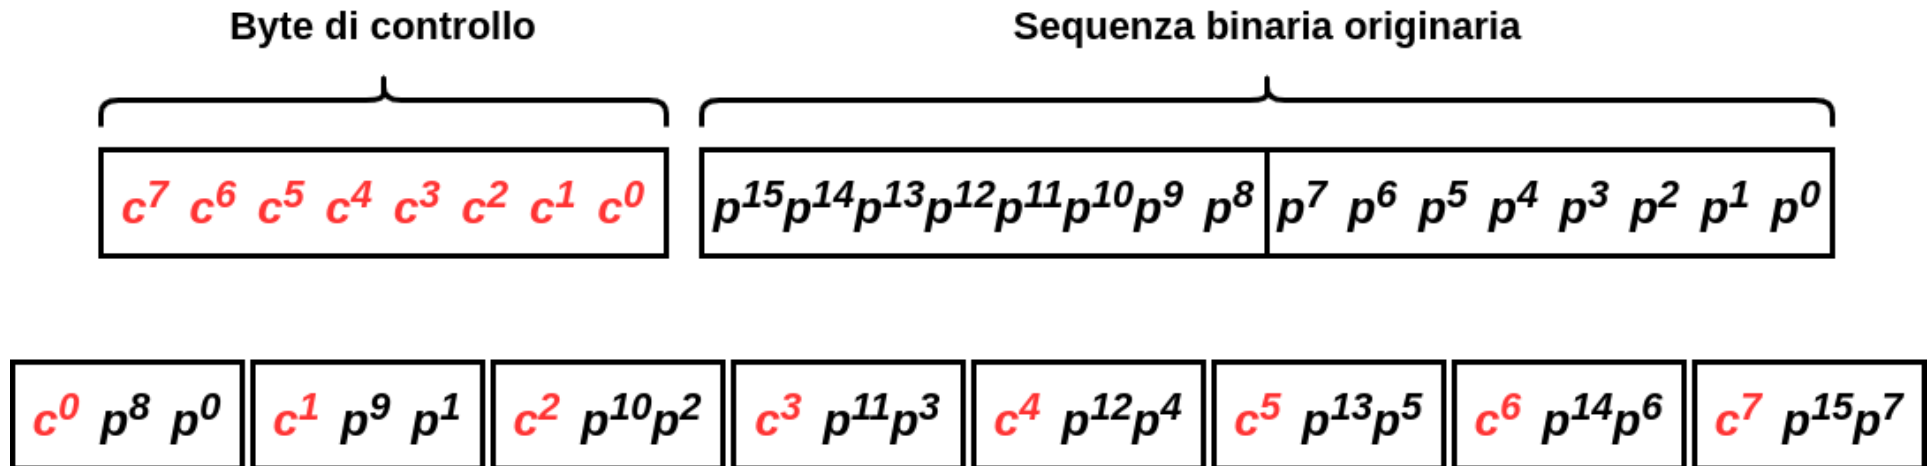 Byte di controllo Sequenza binaria originaria
c⁷ c⁶ c⁵ c⁴ c³ c² c¹ c⁰ p¹⁵p¹⁴p¹³p¹²p¹¹p¹⁰p⁹ p⁸ p⁷ p⁶ p⁵ p⁴ p³ p² p¹ p⁰
c⁰ p⁸ p⁰ c¹ p⁹ p¹ c² p¹⁰p² c³ p¹¹p³ c⁴ p¹²p⁴ c⁵ p¹³p⁵ c⁶ p¹⁴p⁶ c⁷ p¹⁵p⁷